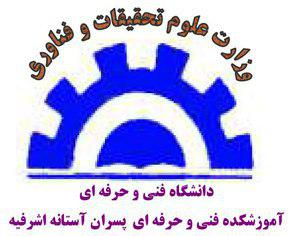 وزارت علوم تحقیقات و فناوری
دانشگاه فنی و حرفه ای
آموزشکده فنی و حرفه ای پسران آستانه اشرفیه